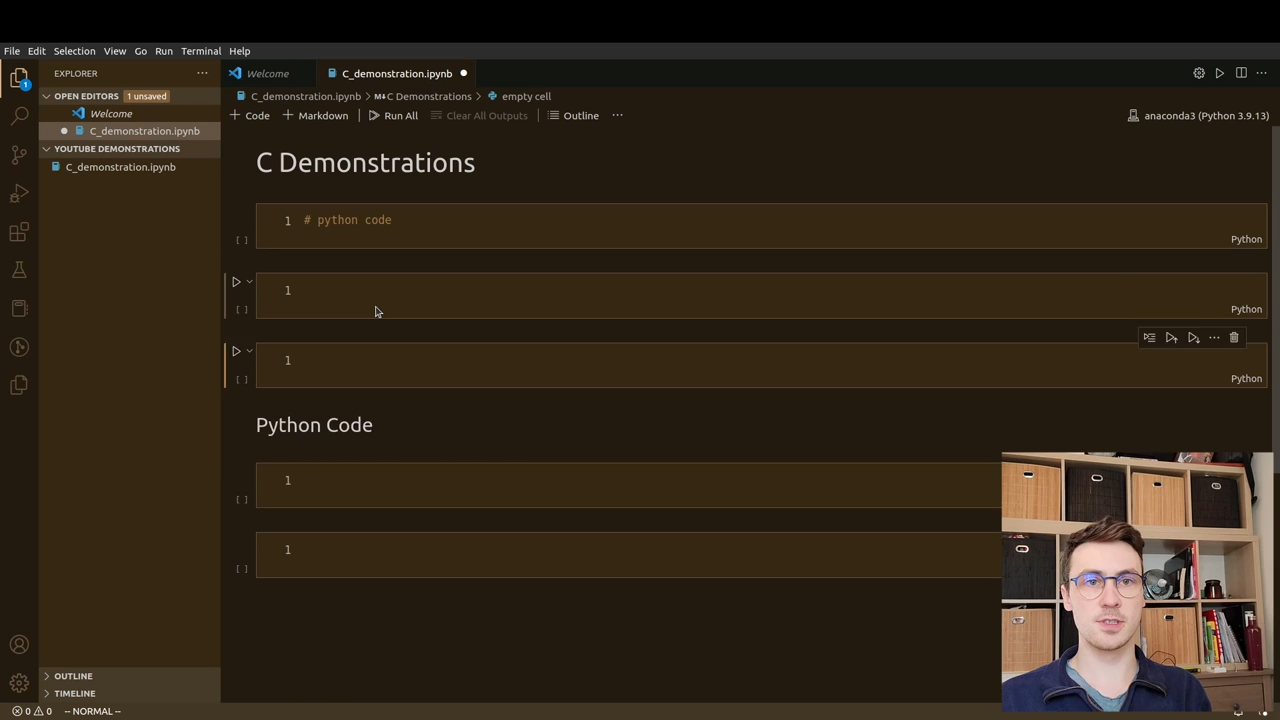 File Edit Selection View Go Run Terminal Help
EXPLORER
Welcome
C_demonstration.ipynb
OPEN EDITORS 1 unsaved
C_demonstration.ipynb > M↓C Demonstrations > empty cell
Welcome
+ Code + Markdown Run All Clear All Outputs Outline
anaconda3 (Python 3.9.13)
C_demonstration.ipynb
YOUTUBE DEMONSTRATIONS
C_demonstration.ipynb
C Demonstrations
1 # python code
[ ]
Python
1
[ ]
Python
1
[ ]
Python
Python Code
1
[ ]
1
[ ]
OUTLINE
TIMELINE
0 0 -- NORMAL --
1